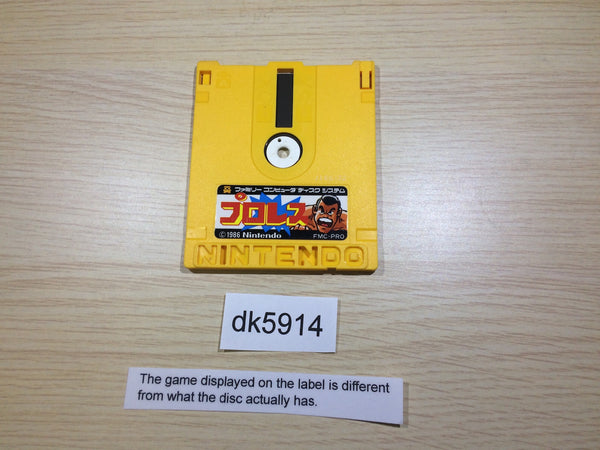 ファミリー コンピュータ ディスク システム
プロレス
© 1986 Nintendo FMC-PRO
NINTENDO
dk5914
The game displayed on the label is different
from what the disc actually has.